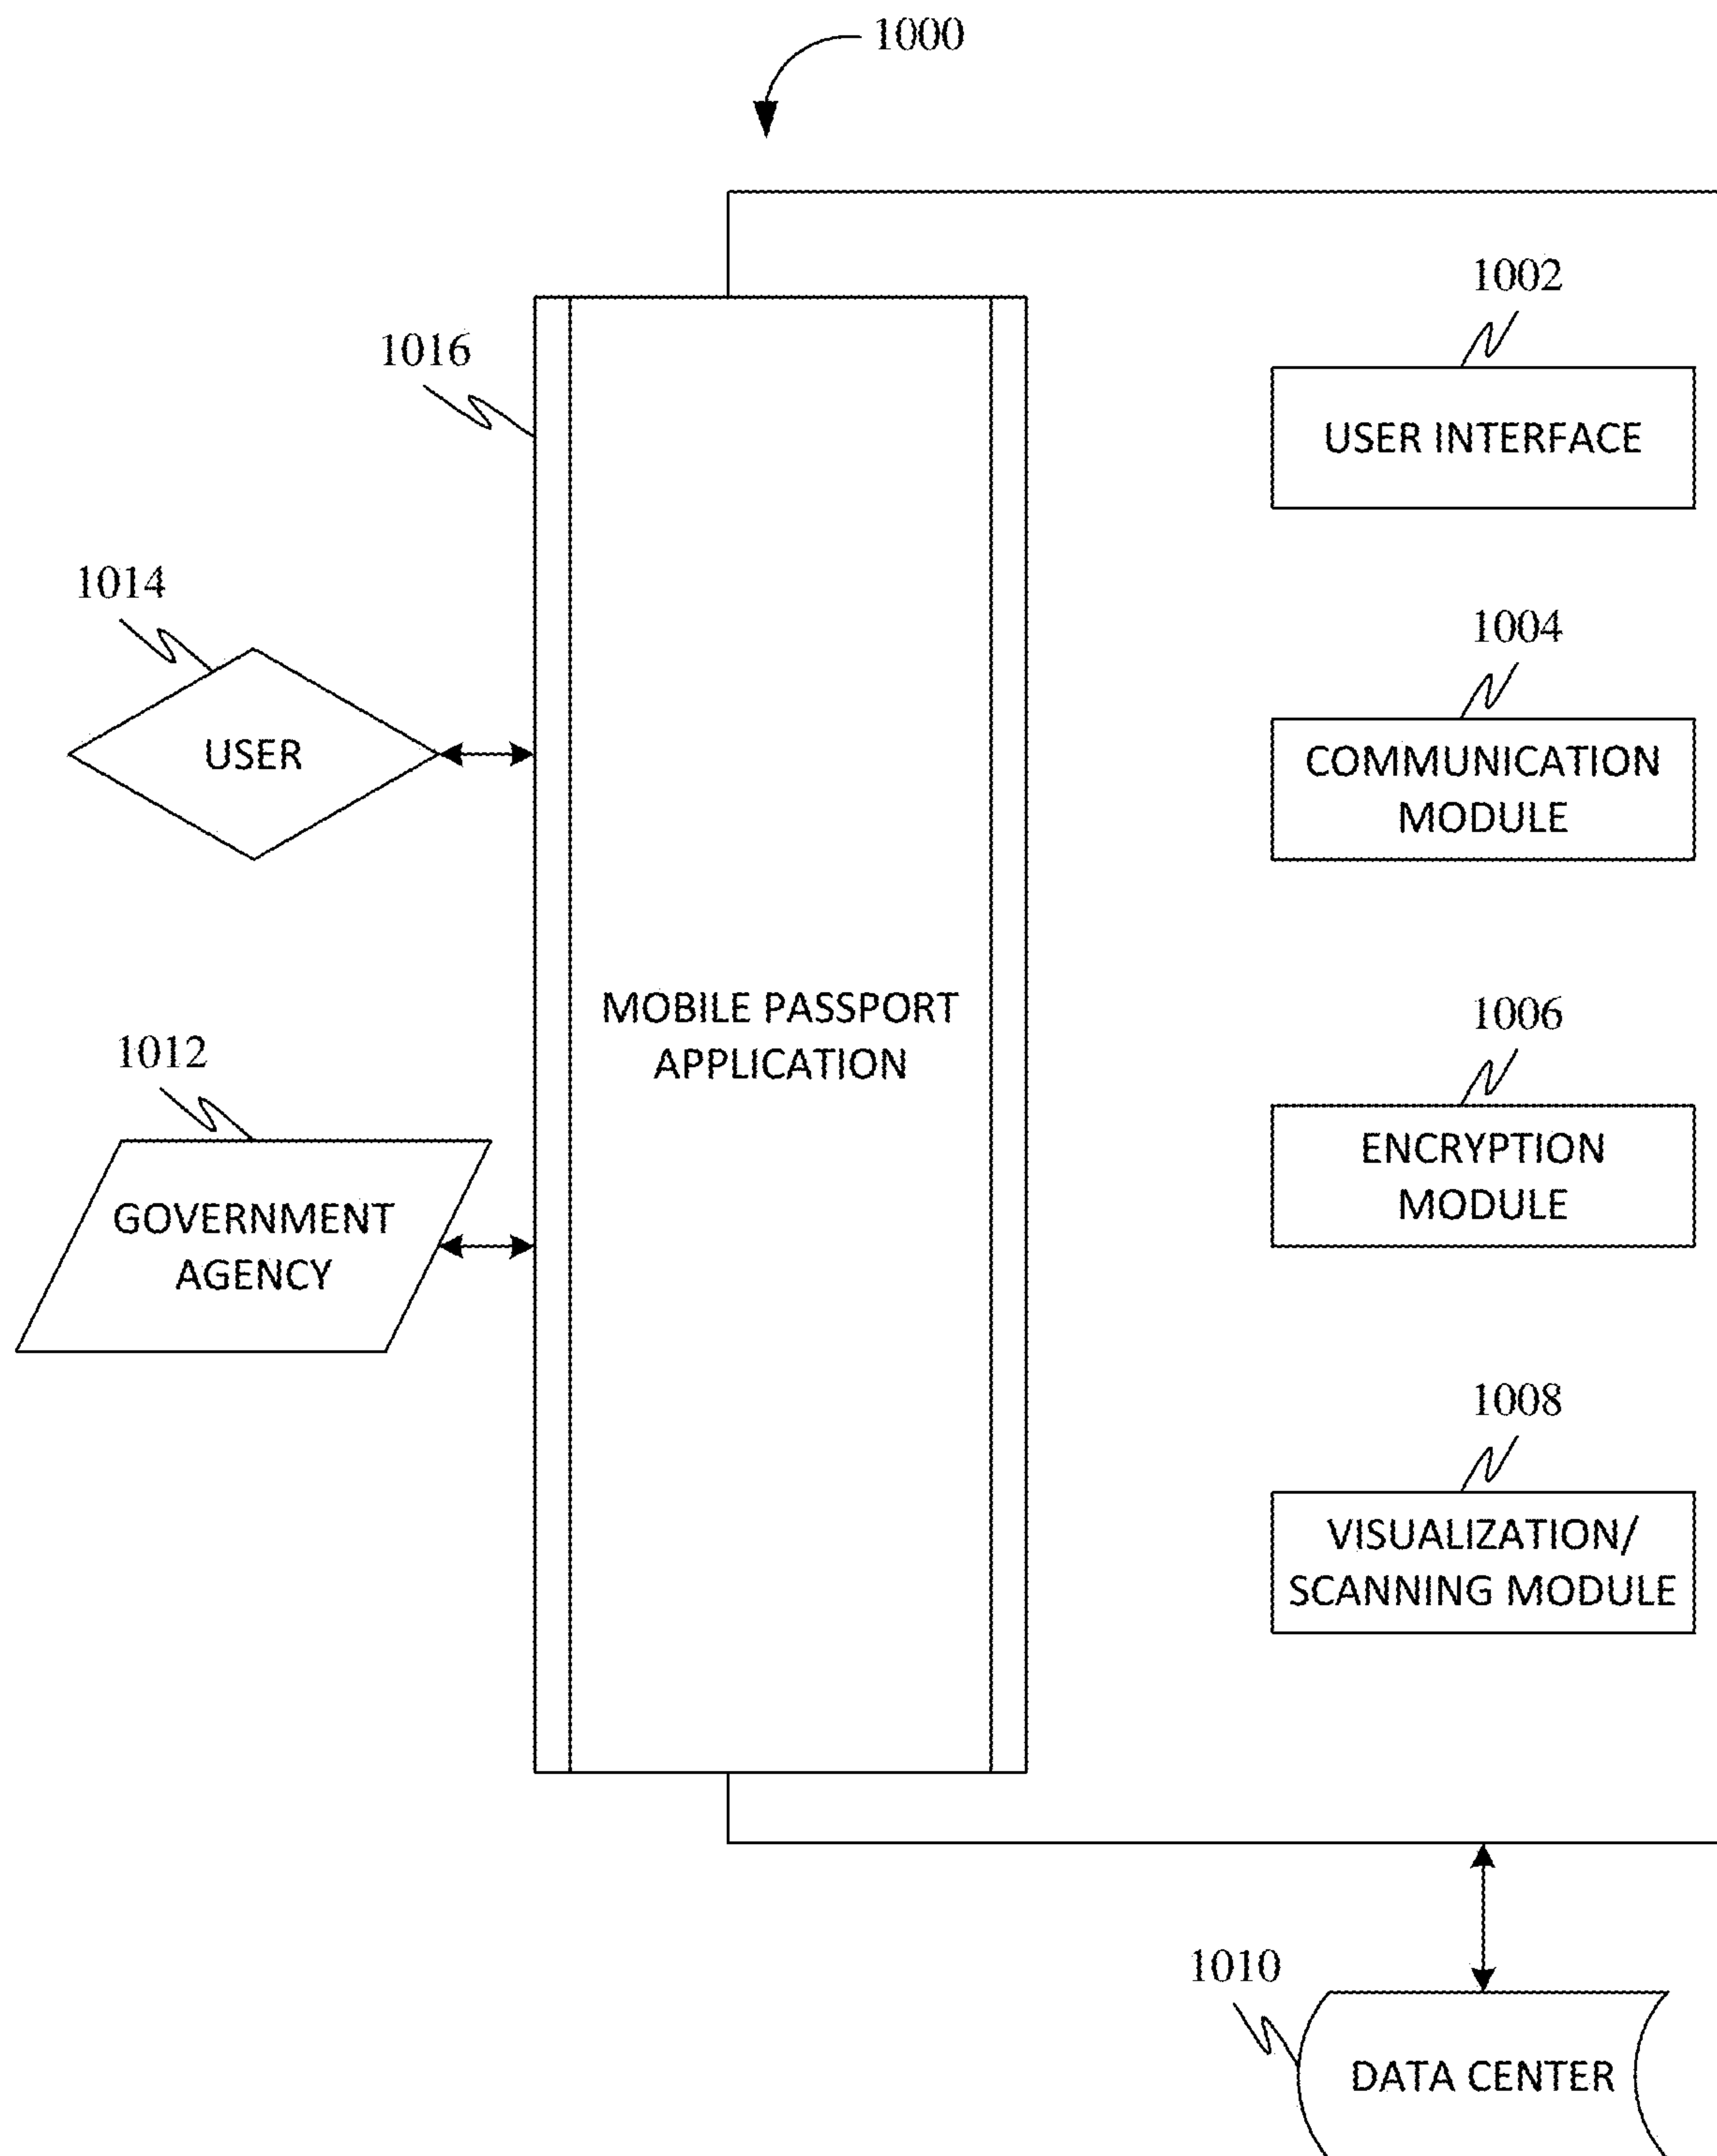 1000
1002
1016
USER INTERFACE
1014
1004
USER
COMMUNICATION
MODULE
MOBILE PASSPORT
APPLICATION
1012
1006
GOVERNMENT
AGENCY
ENCRYPTION
MODULE
1008
VISUALIZATION/
SCANNING MODULE
1010
DATA CENTER